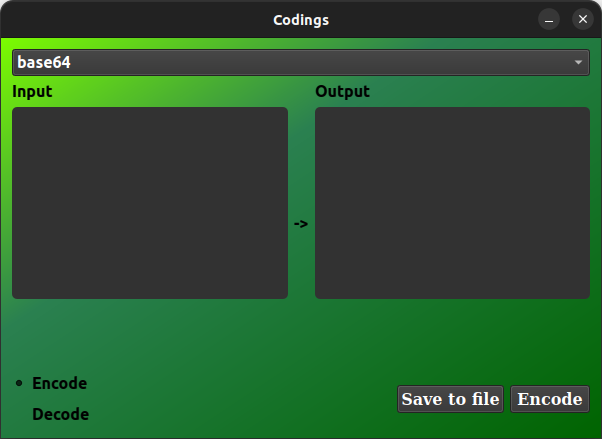 Codings
base64
Input
Output
->
Encode
Decode
Save to file
Encode